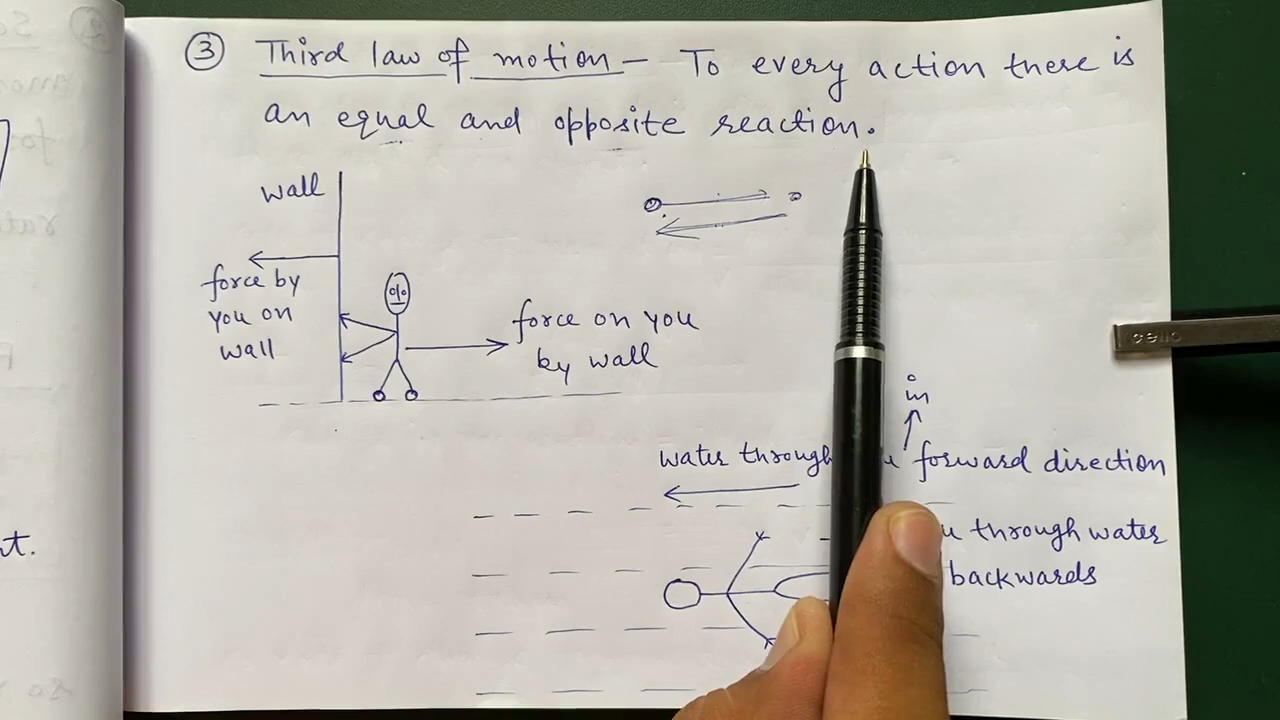 ③ Third law of motion - To every action there is
an equal and opposite reaction.
wall
force by
you on
wall
force on you
by wall
cello
in
water through forward direction
through water
backwards
nt.